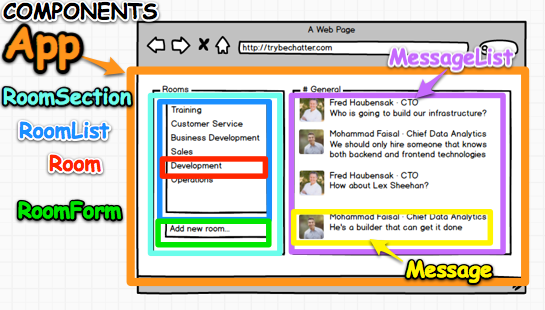 COMPONENTS
App
RoomSection
RoomList
Room
RoomForm
A Web Page
http://trybechatter.com
MessageList
Rooms
Training
Customer Service
Business Development
Sales
Development
Operations
Add new room...
# General
Fred Haubensak · CTO
Who is going to build our infrastructure?
Mohammad Faisal · Chief Data Analytics
We should only hire someone that knows
both backend and frontend technologies
Fred Haubensak · CTO
How about Lex Sheehan?
Mohammad Faisal · Chief Data Analytics
He's a builder that can get it done
Message